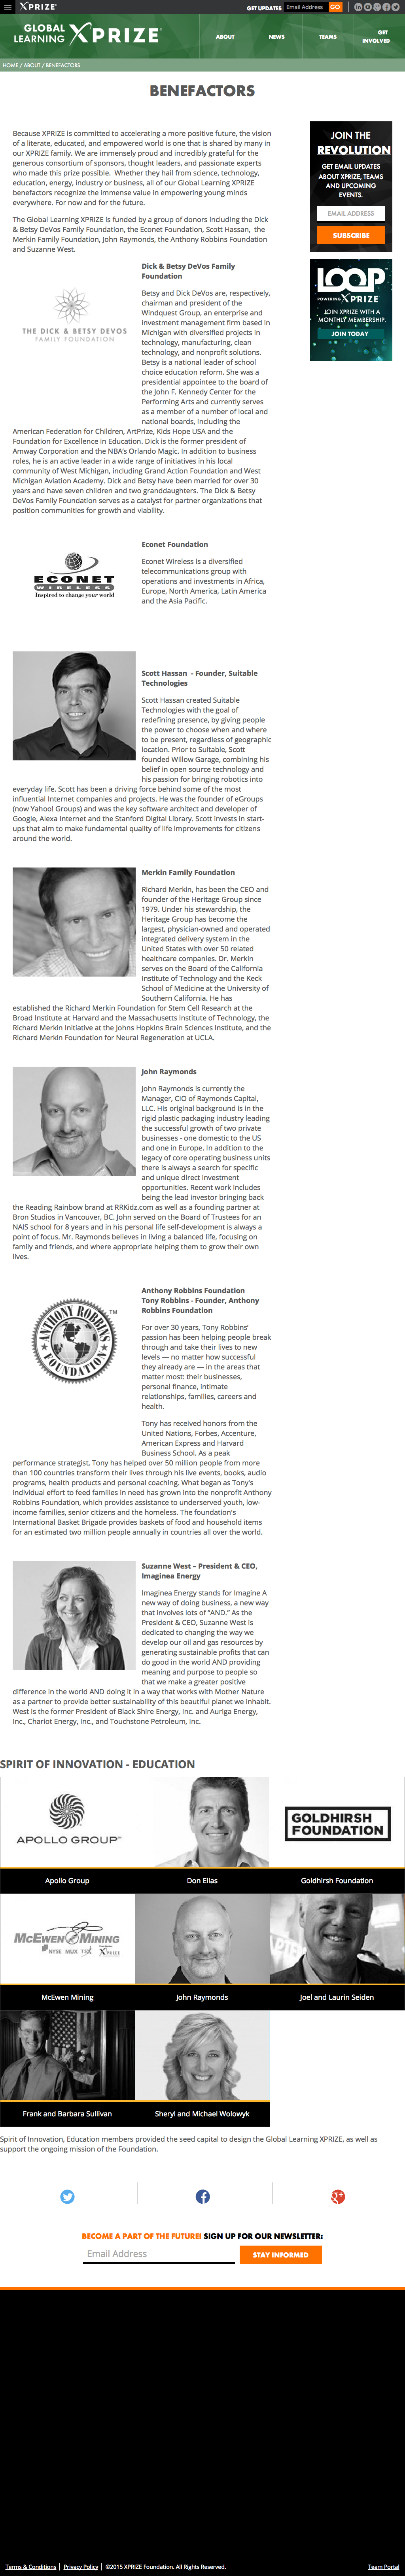 XPRIZE
GET UPDATES
Email Address
GO
GLOBAL
LEARNING
XPRIZE
ABOUT
NEWS
TEAMS
GET
INVOLVED
HOME / ABOUT / BENEFACTORS
BENEFACTORS
Because XPRIZE is committed to accelerating a more positive future, the vision
of a literate, educated, and empowered world is one that is shared by many in
our XPRIZE family. We are immensely proud and incredibly grateful for the
generous consortium of sponsors, thought leaders, and passionate experts
who made this prize possible.  Whether they hail from science, technology,
education, energy, industry or business, all of our Global Learning XPRIZE
benefactors recognize the immense value in empowering young minds
everywhere. For now and for the future.
The Global Learning XPRIZE is funded by a group of donors including the Dick
& Betsy DeVos Family Foundation, the Econet Foundation, Scott Hassan,  the
Merkin Family Foundation, John Raymonds, the Anthony Robbins Foundation
and Suzanne West.
THE DICK & BETSY DEVOS
FAMILY FOUNDATION
Dick & Betsy DeVos Family
Foundation
Betsy and Dick DeVos are, respectively,
chairman and president of the
Windquest Group, an enterprise and
investment management firm based in
Michigan with diversified projects in
technology, manufacturing, clean
technology, and nonprofit solutions.
Betsy is a national leader of school
choice education reform. She was a
presidential appointee to the board of
the John F. Kennedy Center for the
Performing Arts and currently serves
as a member of a number of local and
national boards, including the
American Federation for Children, ArtPrize, Kids Hope USA and the
Foundation for Excellence in Education. Dick is the former president of
Amway Corporation and the NBA's Orlando Magic. In addition to business
roles, he is an active leader in a wide range of initiatives in his local
community of West Michigan, including Grand Action Foundation and West
Michigan Aviation Academy. Dick and Betsy have been married for over 30
years and have seven children and two granddaughters. The Dick & Betsy
DeVos Family Foundation serves as a catalyst for partner organizations that
position communities for growth and viability.
ECONET
WIRELESS
Inspired to change your world
Econet Foundation
Econet Wireless is a diversified
telecommunications group with
operations and investments in Africa,
Europe, North America, Latin America
and the Asia Pacific.
Scott Hassan  - Founder, Suitable
Technologies
Scott Hassan created Suitable
Technologies with the goal of
redefining presence, by giving people
the power to choose when and where
to be present, regardless of geographic
location. Prior to Suitable, Scott
founded Willow Garage, combining his
belief in open source technology and
his passion for bringing robotics into
everyday life. Scott has been a driving force behind some of the most
influential Internet companies and projects. He was the founder of eGroups
(now Yahoo! Groups) and was the key software architect and developer of
Google, Alexa Internet and the Stanford Digital Library. Scott invests in start-
ups that aim to make fundamental quality of life improvements for citizens
around the world.
Merkin Family Foundation
Richard Merkin, has been the CEO and
founder of the Heritage Group since
1979. Under his stewardship, the
Heritage Group has become the
largest, physician-owned and operated
integrated delivery system in the
United States with over 50 related
healthcare companies. Dr. Merkin
serves on the Board of the California
Institute of Technology and the Keck
School of Medicine at the University of
Southern California. He has
established the Richard Merkin Foundation for Stem Cell Research at the
Broad Institute at Harvard and the Massachusetts Institute of Technology, the
Richard Merkin Initiative at the Johns Hopkins Brain Sciences Institute, and the
Richard Merkin Foundation for Neural Regeneration at UCLA.
John Raymonds
John Raymonds is currently the
Manager, CIO of Raymonds Capital,
LLC. His original background is in the
rigid plastic packaging industry leading
the successful growth of two private
businesses - one domestic to the US
and one in Europe. In addition to the
legacy of core operating business units
there is always a search for specific
and unique direct investment
opportunities. Recent work includes
being the lead investor bringing back
the Reading Rainbow brand at RRKidz.com as well as a founding partner at
Bron Studios in Vancouver, BC. John served on the Board of Trustees for an
NAIS school for 8 years and in his personal life self-development is always a
point of focus. Mr. Raymonds believes in living a balanced life, focusing on
family and friends, and where appropriate helping them to grow their own
lives.
ANTHONY ROBBINS
FOUNDATION
TM
Anthony Robbins Foundation
Tony Robbins - Founder, Anthony
Robbins Foundation
For over 30 years, Tony Robbins'
passion has been helping people break
through and take their lives to new
levels — no matter how successful
they already are — in the areas that
matter most: their businesses,
personal finance, intimate
relationships, families, careers and
health.
Tony has received honors from the
United Nations, Forbes, Accenture,
American Express and Harvard
Business School. As a peak
performance strategist, Tony has helped over 50 million people from more
than 100 countries transform their lives through his live events, books, audio
programs, health products and personal coaching. What began as Tony's
individual effort to feed families in need has grown into the nonprofit Anthony
Robbins Foundation, which provides assistance to underserved youth, low-
income families, senior citizens and the homeless. The foundation's
International Basket Brigade provides baskets of food and household items
for an estimated two million people annually in countries all over the world.
Suzanne West – President & CEO,
Imaginea Energy
Imaginea Energy stands for Imagine A
new way of doing business, a new way
that involves lots of "AND." As the
President & CEO, Suzanne West is
dedicated to changing the way we
develop our oil and gas resources by
generating sustainable profits that can
do good in the world AND providing
meaning and purpose to people so
that we make a greater positive
difference in the world AND doing it in a way that works with Mother Nature
as a partner to provide better sustainability of this beautiful planet we inhabit.
West is the former President of Black Shire Energy, Inc. and Auriga Energy,
Inc., Chariot Energy, Inc., and Touchstone Petroleum, Inc.
JOIN THE
REVOLUTION
GET EMAIL UPDATES
ABOUT XPRIZE, TEAMS
AND UPCOMING
EVENTS.
EMAIL ADDRESS
SUBSCRIBE
LOOP
POWERING XPRIZE
JOIN XPRIZE WITH A
MONTHLY MEMBERSHIP.
JOIN TODAY
SPIRIT OF INNOVATION - EDUCATION
APOLLO GROUP
GOLDHIRSH
FOUNDATION
Apollo Group
Don Elias
Goldhirsh Foundation
McEwen Mining
NYSE MUX TSX XPRIZE
McEwen Mining
John Raymonds
Joel and Laurin Seiden
Frank and Barbara Sullivan
Sheryl and Michael Wolowyk
Spirit of Innovation, Education members provided the seed capital to design the Global Learning XPRIZE, as well as
support the ongoing mission of the Foundation.
BECOME A PART OF THE FUTURE! SIGN UP FOR OUR NEWSLETTER:
Email Address
STAY INFORMED
Terms & Conditions | Privacy Policy | ©2015 XPRIZE Foundation. All Rights Reserved.
Team Portal